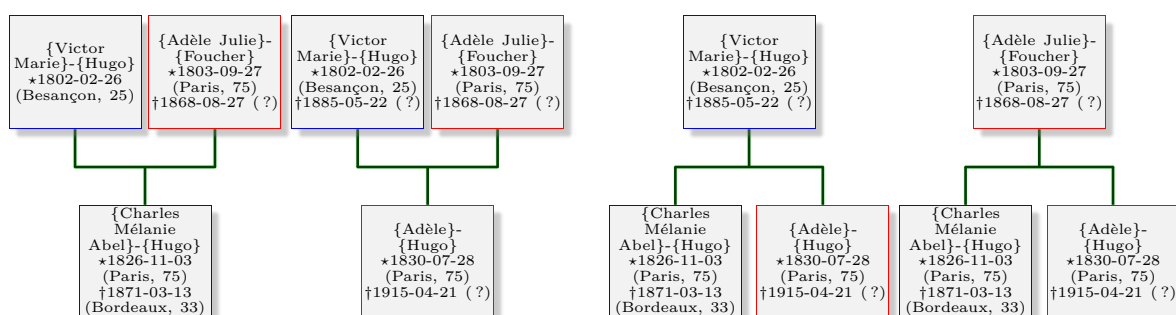 {Victor
Marie}-{Hugo}
⋆1802-02-26
(Besançon, 25)
{Adèle Julie}-
{Foucher}
⋆1803-09-27
(Paris, 75)
†1868-08-27 (?)
{Victor
Marie}-{Hugo}
⋆1802-02-26
(Besançon, 25)
†1885-05-22 (?)
{Adèle Julie}-
{Foucher}
⋆1803-09-27
(Paris, 75)
†1868-08-27 (?)
{Victor
Marie}-{Hugo}
⋆1802-02-26
(Besançon, 25)
†1885-05-22 (?)
{Adèle Julie}-
{Foucher}
⋆1803-09-27
(Paris, 75)
†1868-08-27 (?)
{Charles
Mélanie
Abel}-{Hugo}
⋆1826-11-03
(Paris, 75)
†1871-03-13
(Bordeaux, 33)
{Adèle}-
{Hugo}
⋆1830-07-28
(Paris, 75)
†1915-04-21 (?)
{Charles
Mélanie
Abel}-{Hugo}
⋆1826-11-03
(Paris, 75)
†1871-03-13
(Bordeaux, 33)
{Adèle}-
{Hugo}
⋆1830-07-28
(Paris, 75)
†1915-04-21 (?)
{Charles
Mélanie
Abel}-{Hugo}
⋆1826-11-03
(Paris, 75)
†1871-03-13
(Bordeaux, 33)
{Adèle}-
{Hugo}
⋆1830-07-28
(Paris, 75)
†1915-04-21 (?)